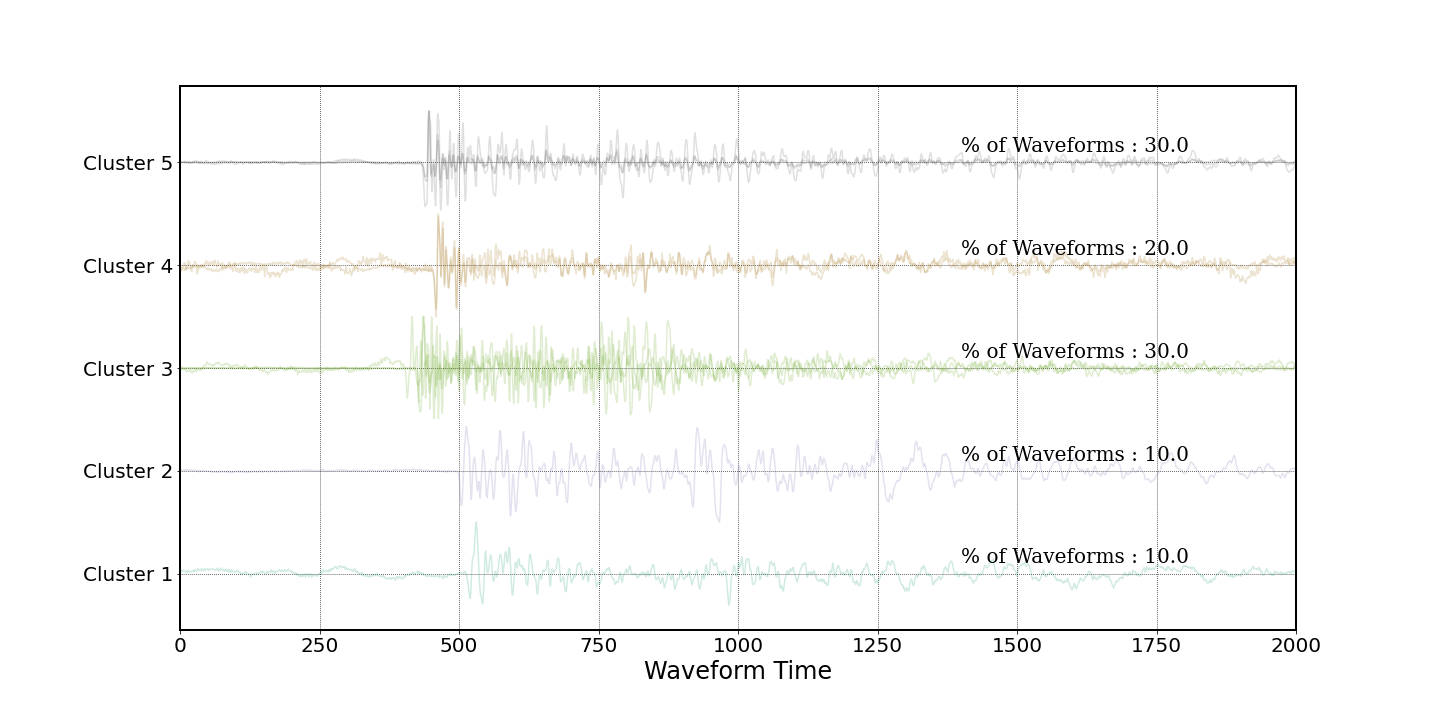 Cluster 5
% of Waveforms : 30.0
Cluster 4
% of Waveforms : 20.0
Cluster 3
% of Waveforms : 30.0
Cluster 2
% of Waveforms : 10.0
Cluster 1
% of Waveforms : 10.0
0 250 500 750 1000 1250 1500 1750 2000
Waveform Time